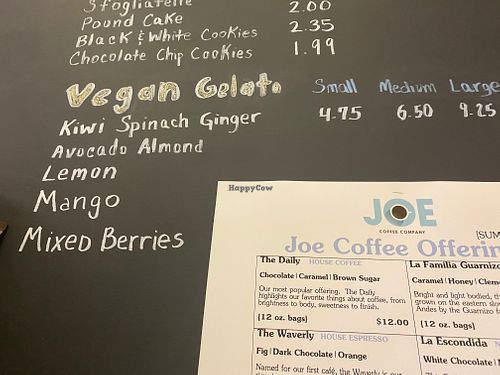 Sfogliatelle 2.00
Pound Cake 2.35
Black & White Cookies
Chocolate Chip Cookies 1.99
Vegan Gelato Small Medium Large
Kiwi Spinach Ginger 4.75 6.50 9.25
Avocado Almond
Lemon
Mango
Mixed Berries
HappyCow
JOE
COFFEE COMPANY
[SUM
Joe Coffee Offerin
The Daily HOUSE COFFEE
Chocolate | Caramel | Brown Sugar
Our most popular offering. The Daily
highlights our favorite things about coffee, from
brightness to body, sweetness to finish.
(12 oz. bags) $12.00
La Familia Guarnizo
Caramel | Honey | Cleme
Bright and light bodied, th
grown on the eastern slo
Andes by the Guarnizo fa
(12 oz. bags)
The Waverly HOUSE ESPRESSO
Fig | Dark Chocolate | Orange
Named for our first café, the Waverly is our
La Escondida
White Chocolate | N